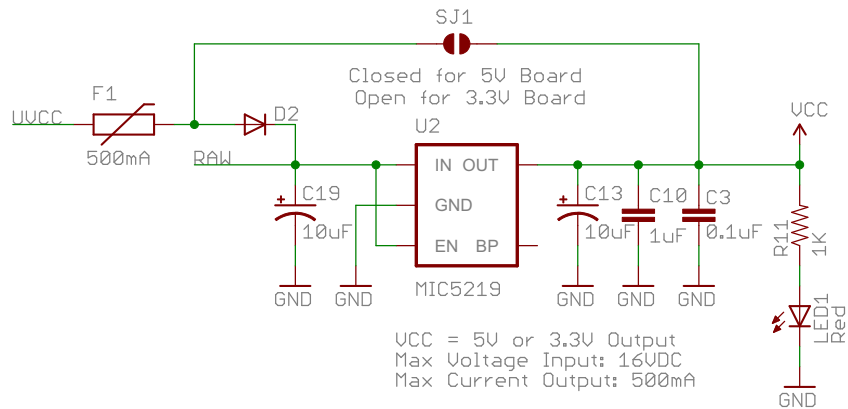 SJ1
Closed for 5V Board
Open for 3.3V Board
F1
UVCC
500mA
D2
RAW
C19
10uF
GND
GND
U2
IN OUT
GND
EN BP
MIC5219
C13
10uF
GND
C10
1uF
GND
C3
0.1uF
GND
VCC
R11
1K
LED1
Red
GND
VCC = 5V or 3.3V Output
Max Voltage Input: 16VDC
Max Current Output: 500mA